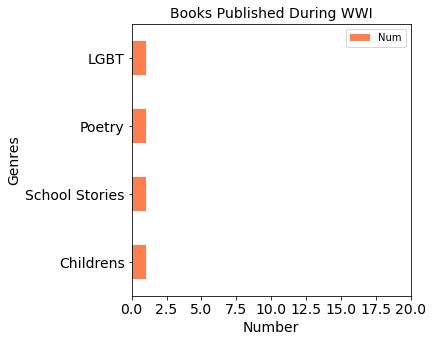 Books Published During WWI
Num
LGBT
Poetry
School Stories
Childrens
Genres
0.0 2.5 5.0 7.5 10.0 12.5 15.0 17.5 20.0
Number